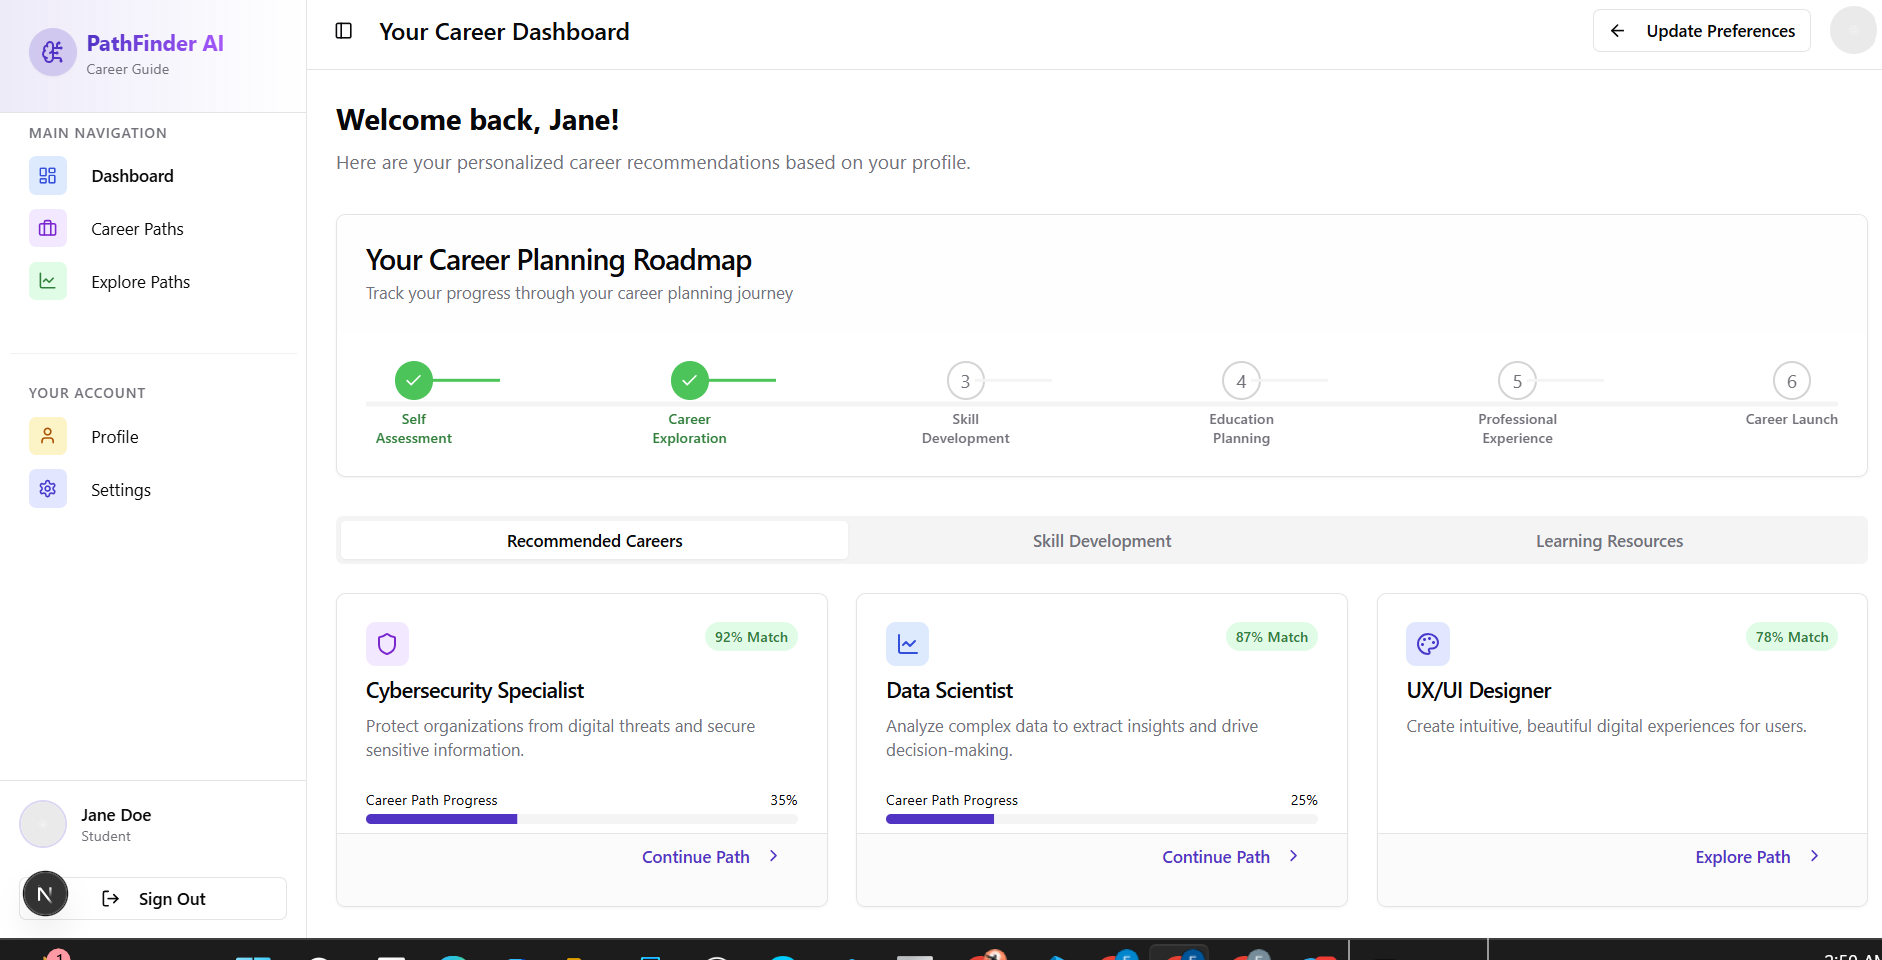 PathFinder AI
Career Guide
MAIN NAVIGATION
Dashboard
Career Paths
Explore Paths
YOUR ACCOUNT
Profile
Settings
Jane Doe
Student
N
Sign Out
Your Career Dashboard
Update Preferences
Welcome back, Jane!
Here are your personalized career recommendations based on your profile.
Your Career Planning Roadmap
Track your progress through your career planning journey
Self
Assessment
Career
Exploration
3
Skill
Development
4
Education
Planning
5
Professional
Experience
6
Career Launch
Recommended Careers
Skill Development
Learning Resources
92% Match
Cybersecurity Specialist
Protect organizations from digital threats and secure
sensitive information.
Career Path Progress 35%
Continue Path
87% Match
Data Scientist
Analyze complex data to extract insights and drive
decision-making.
Career Path Progress 25%
Continue Path
78% Match
UX/UI Designer
Create intuitive, beautiful digital experiences for users.
Explore Path
1